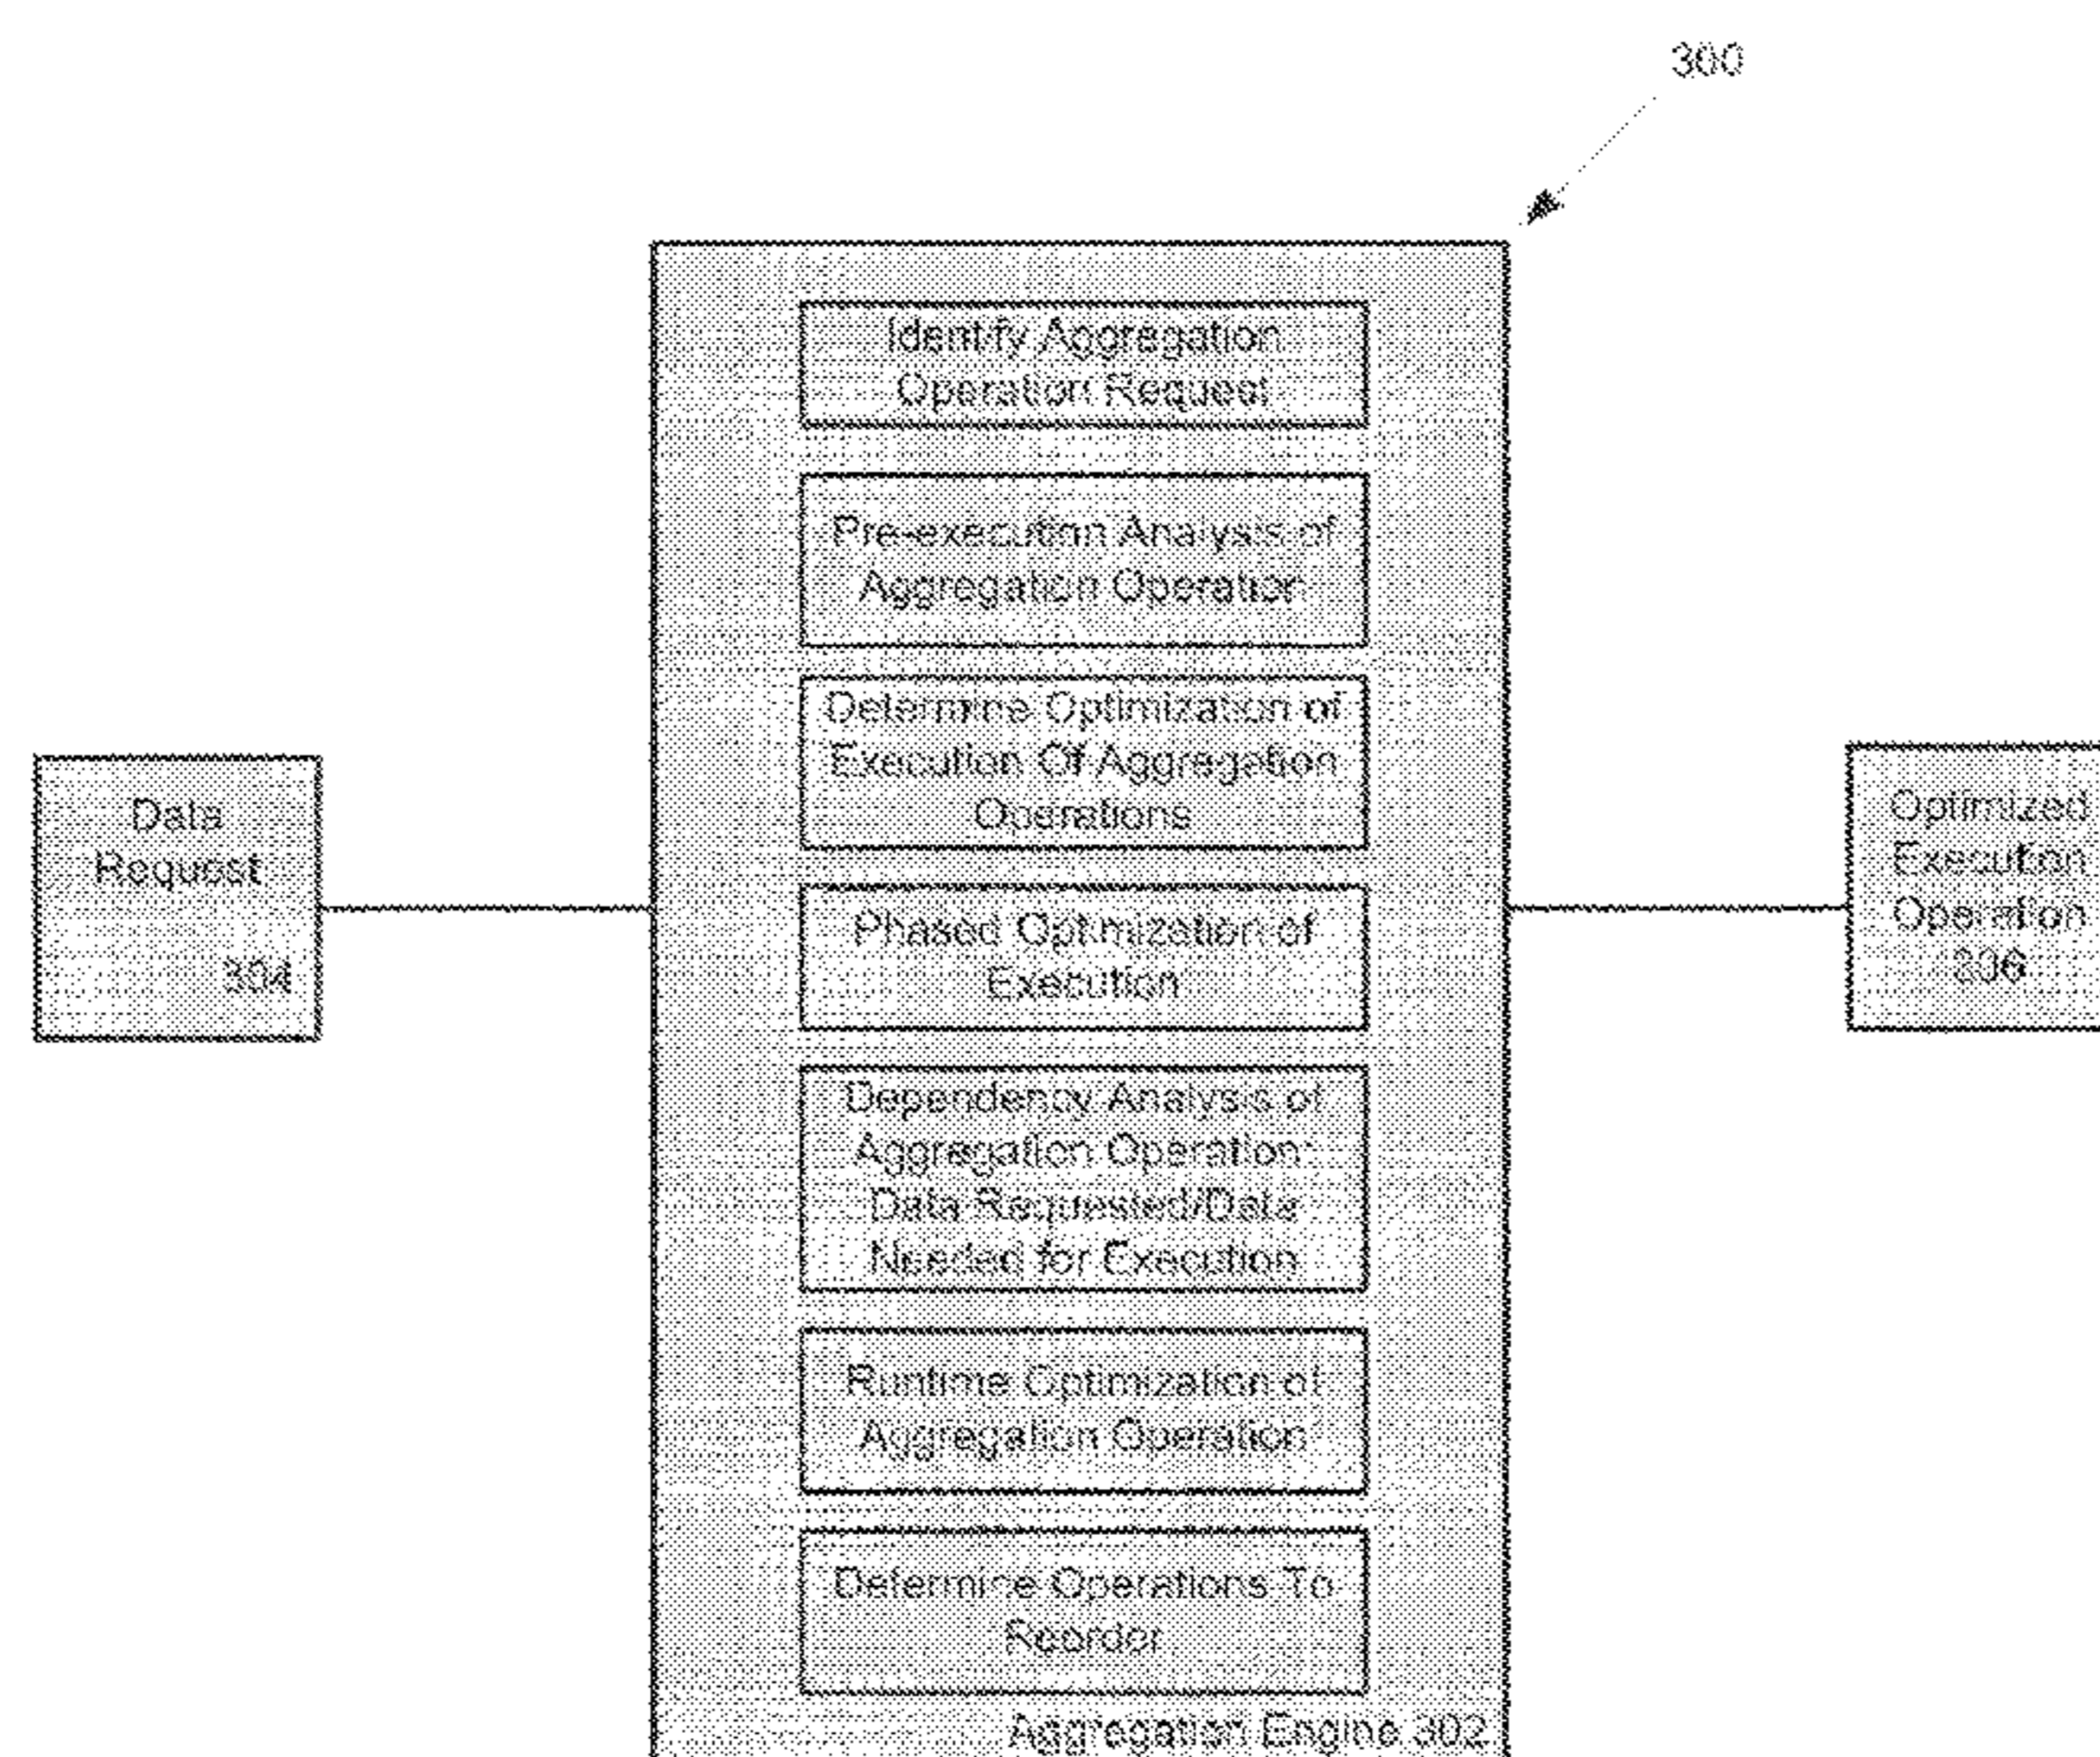 300
Identify Aggregation
Operation Request
Pre-execution Analysis of
Aggregation Operation
Determine Optimization of
Execution Of Aggregation
Operations
Data
Request
304
Optimized
Execution
Operation
306
Phased Optimization of
Execution
Dependency Analysis of
Aggregation Operation:
Data Requested/Data
Needed for Execution
Runtime Optimization of
Aggregation Operation
Determine Operations To
Reorder
Aggregation Engine 302